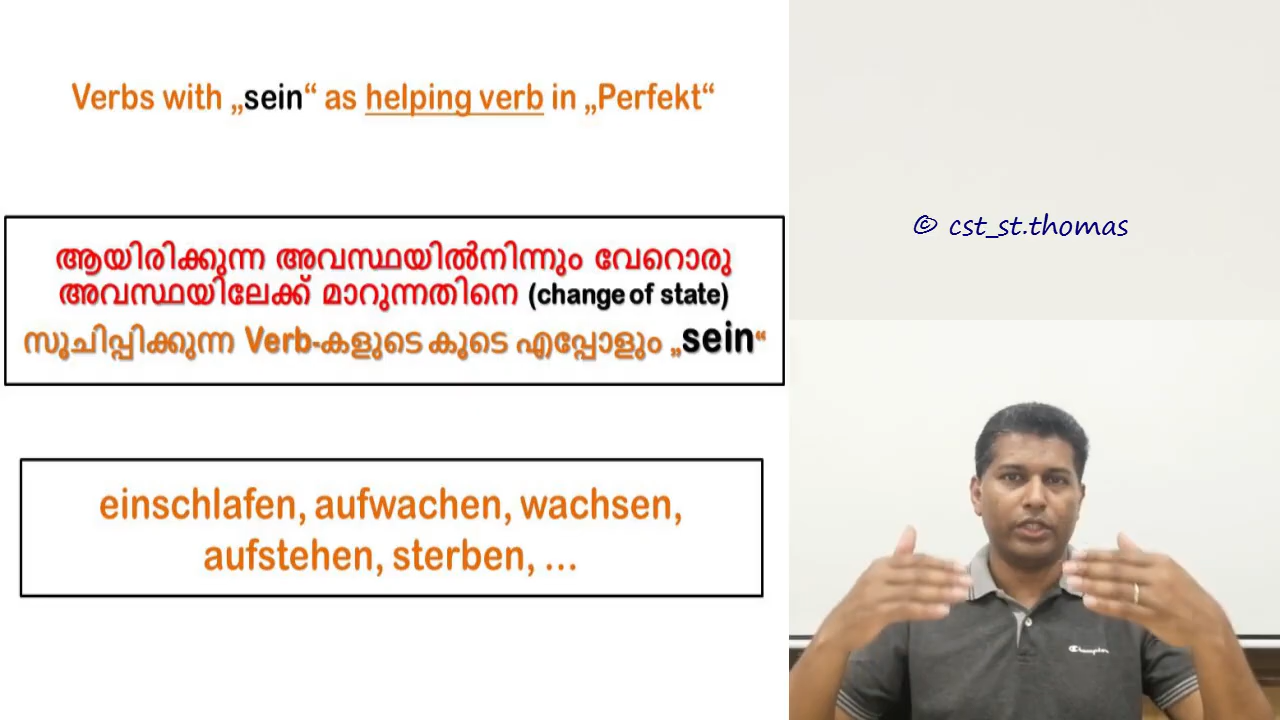 Verbs with „sein“ as helping verb in „Perfekt“
© cst_st.thomas
ആയിരിക്കുന്ന അവസ്ഥയിൽനിന്നും വേറൊരു
അവസ്ഥയിലേക്ക് മാറുന്നതിനെ (change of state)
സൂചിപ്പിക്കുന്ന Verb-കളുടെ കൂടെ എപ്പോളും „sein“
einschlafen, aufwachen, wachsen,
aufstehen, sterben, ...
Champion